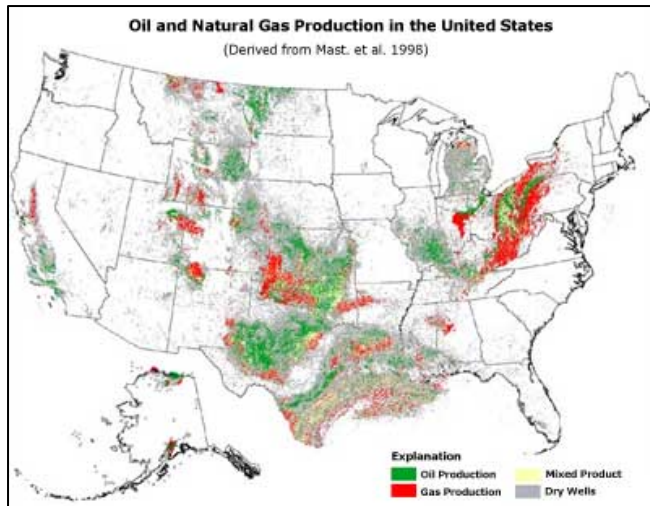 Oil and Natural Gas Production in the United States
(Derived from Mast. et al. 1998)
Explanation
Oil Production
Mixed Product
Gas Production
Dry Wells